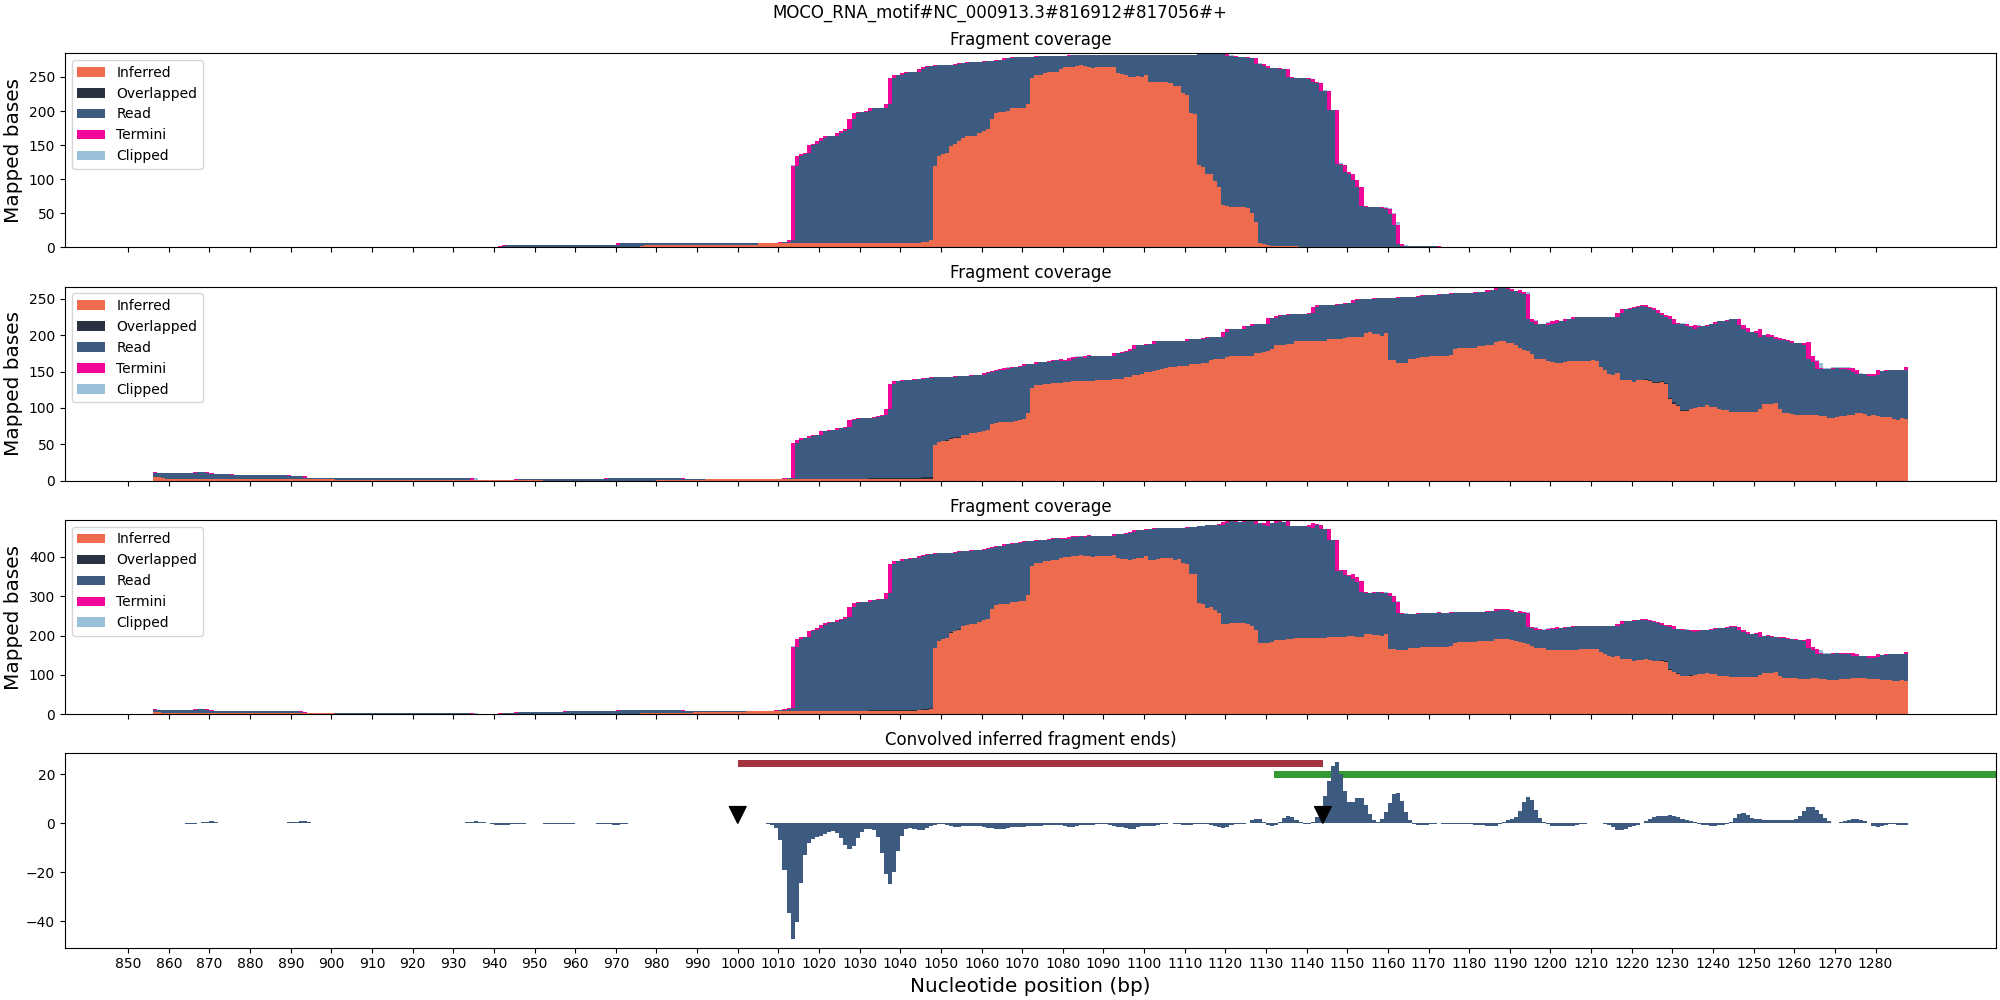 MOCO_RNA_motif#NC_000913.3#816912#817056#+
Fragment coverage
Mapped bases
250
200
150
100
50
0
Inferred
Overlapped
Read
Termini
Clipped
Fragment coverage
Mapped bases
250
200
150
100
50
0
Inferred
Overlapped
Read
Termini
Clipped
Fragment coverage
Mapped bases
400
300
200
100
0
Inferred
Overlapped
Read
Termini
Clipped
Convolved inferred fragment ends)
20
0
−20
−40
850 860 870 880 890 900 910 920 930 940 950 960 970 980 990 1000 1010 1020 1030 1040 1050 1060 1070 1080 1090 1100 1110 1120 1130 1140 1150 1160 1170 1180 1190 1200 1210 1220 1230 1240 1250 1260 1270 1280
Nucleotide position (bp)